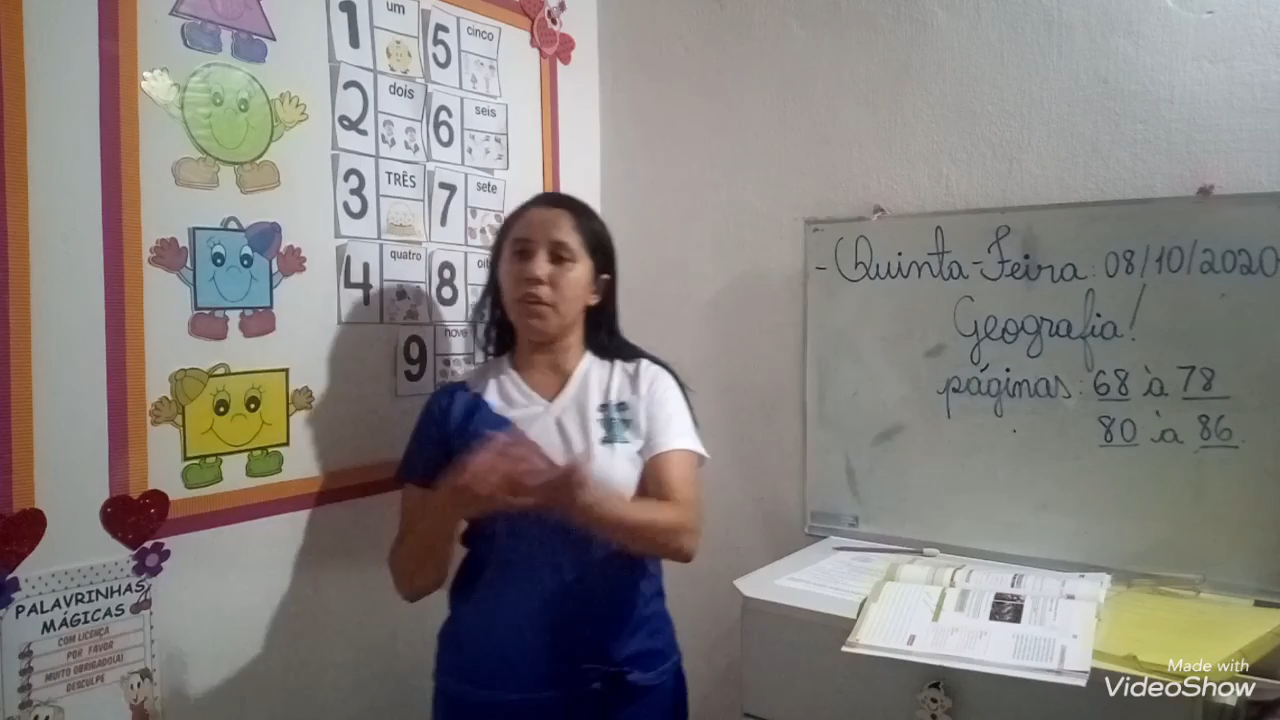 1 um
5 cinco
2 dois
6 seis
3 TRÊS
7 sete
4 quatro
8 oit
9 nove
- Quinta-Feira: 08/10/2020
Geografia!
páginas: 68 à 78
80 à 86.
PALAVRINHAS
MÁGICAS
COM LICENÇA
POR FAVOR
MUITO OBRIGADO(A)
DESCULPE
Made with
VideoShow